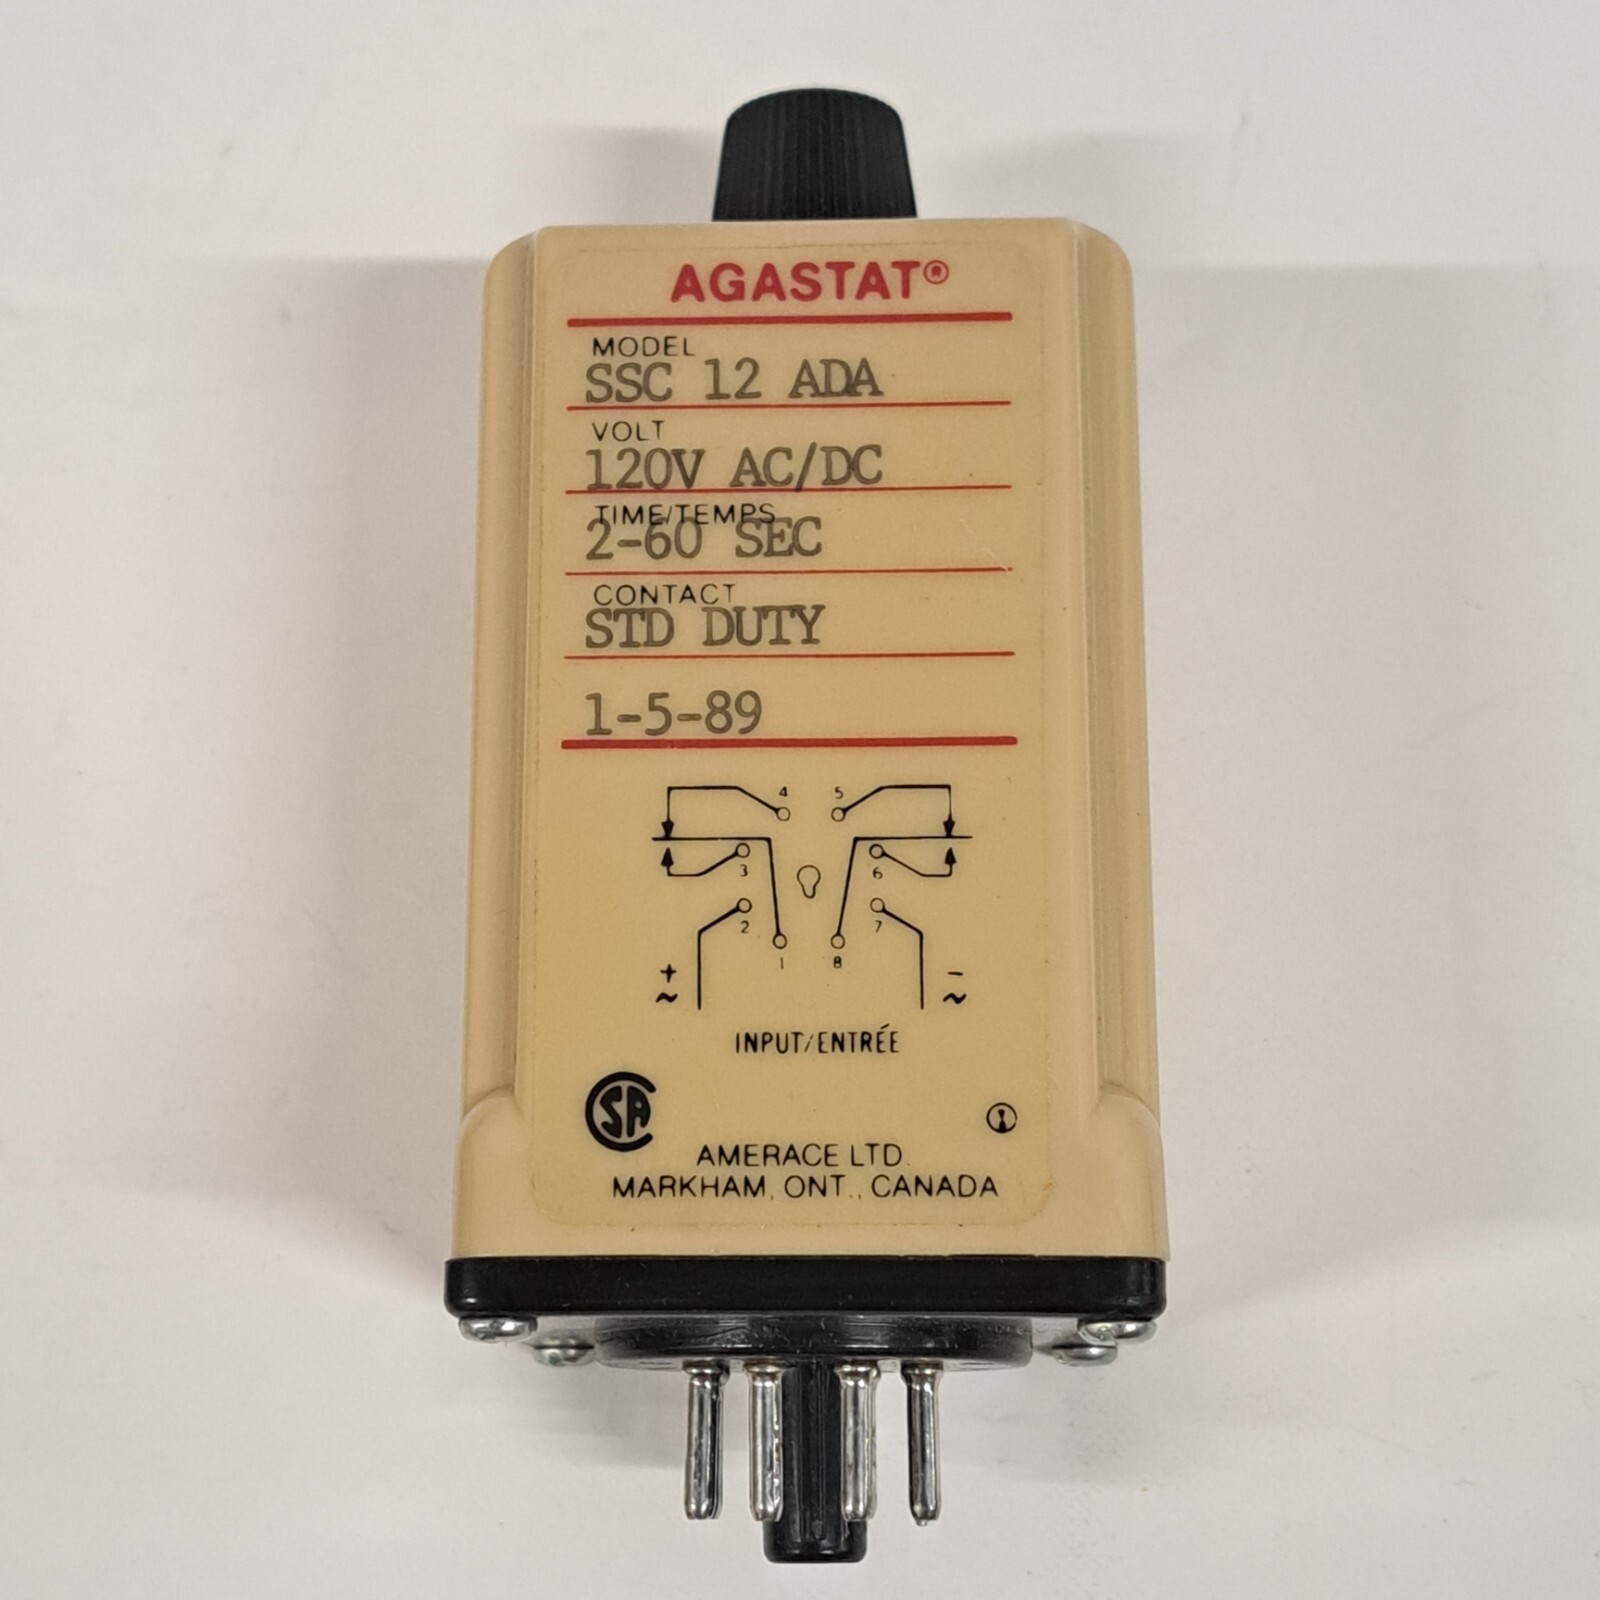 AGASTAT®
MODEL
SSC 12 ADA
VOLT
120V AC/DC
TIME/TEMPS
2-60 SEC
CONTACT
STD DUTY
1-5-89
4 5
3 6
2 7
1 8
+ -
~ ~
INPUT/ENTRÉE
CSA
AMERACE LTD.
MARKHAM, ONT., CANADA